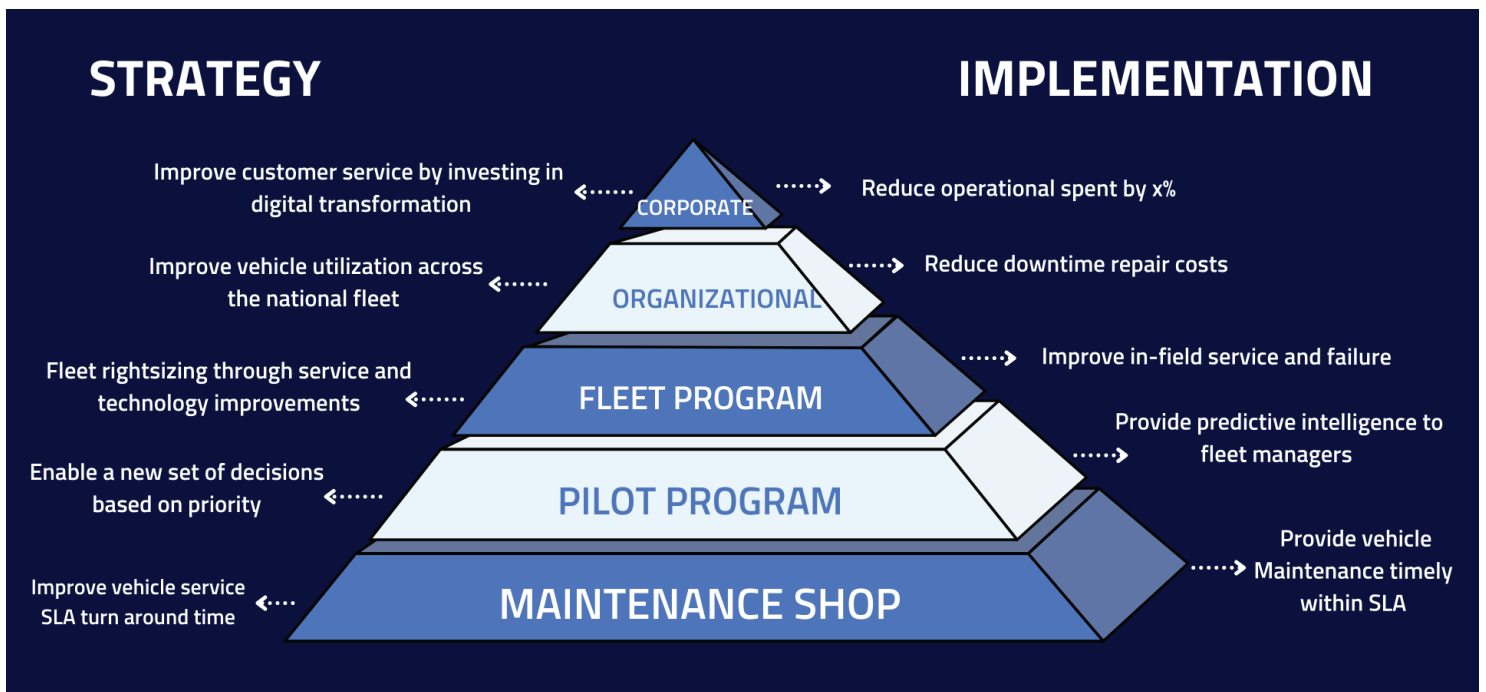 STRATEGY
IMPLEMENTATION
Improve customer service by investing in
digital transformation
CORPORATE
Reduce operational spent by x%
Improve vehicle utilization across
the national fleet
ORGANIZATIONAL
Reduce downtime repair costs
Fleet rightsizing through service and
technology improvements
FLEET PROGRAM
Improve in-field service and failure
Enable a new set of decisions
based on priority
PILOT PROGRAM
Provide predictive intelligence to
fleet managers
Improve vehicle service
SLA turn around time
MAINTENANCE SHOP
Provide vehicle
Maintenance timely
within SLA